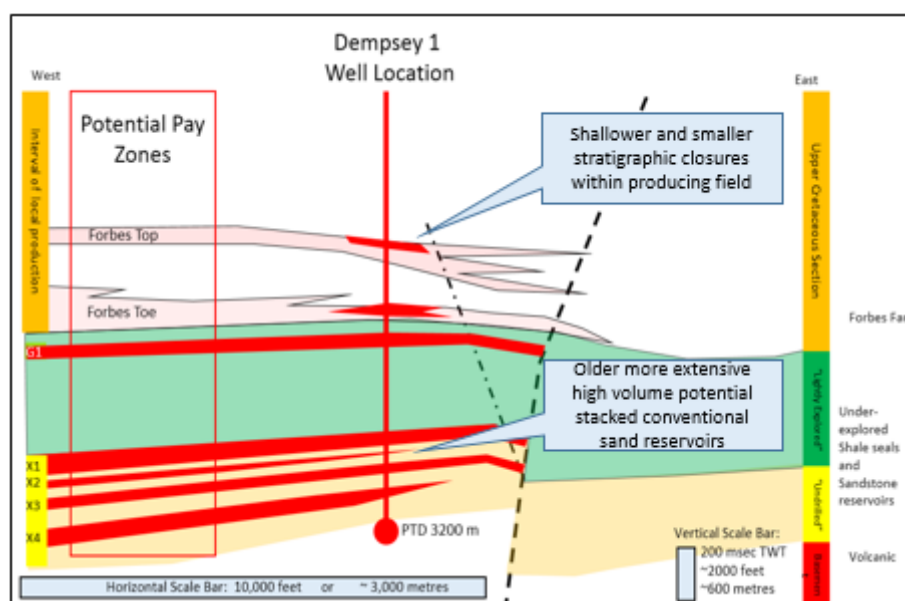 Dempsey 1
Well Location
West
East
Potential Pay
Zones
Shallower and smaller
stratigraphic closures
within producing field
Interval of local production
Upper Cretaceous Section
Forbes Top
Forbes Toe
Forbes Fan
G1
Older more extensive
high volume potential
stacked conventional
sand reservoirs
"Lightly Explored"
Under-
explored
Shale seals
and
Sandstone
reservoirs
X1
X2
X3
X4
"Undrilled"
PTD 3200 m
Vertical Scale Bar:
200 msec TWT
~2000 feet
~600 metres
Volcanic
Horizontal Scale Bar: 10,000 feet or ~ 3,000 metres